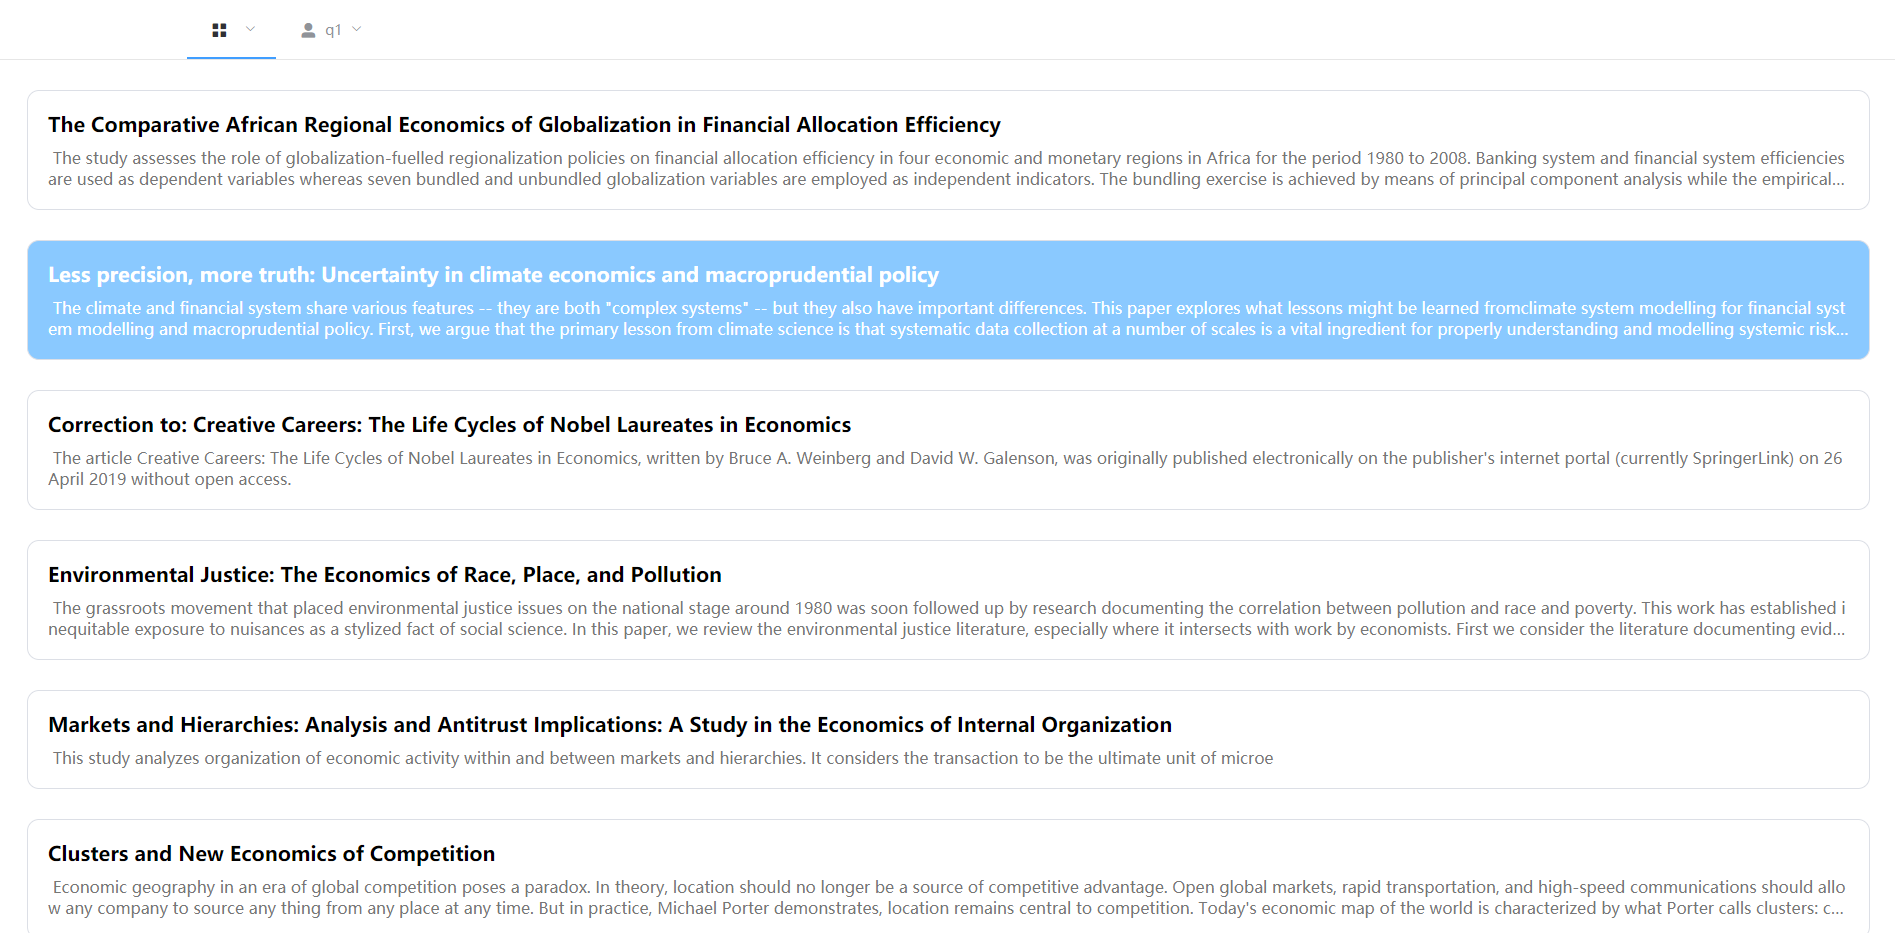 q1
The Comparative African Regional Economics of Globalization in Financial Allocation Efficiency
The study assesses the role of globalization-fuelled regionalization policies on financial allocation efficiency in four economic and monetary regions in Africa for the period 1980 to 2008. Banking system and financial system efficiencies
are used as dependent variables whereas seven bundled and unbundled globalization variables are employed as independent indicators. The bundling exercise is achieved by means of principal component analysis while the empirical...
Less precision, more truth: Uncertainty in climate economics and macroprudential policy
The climate and financial system share various features -- they are both "complex systems" -- but they also have important differences. This paper explores what lessons might be learned fromclimate system modelling for financial syst
em modelling and macroprudential policy. First, we argue that the primary lesson from climate science is that systematic data collection at a number of scales is a vital ingredient for properly understanding and modelling systemic risk...
Correction to: Creative Careers: The Life Cycles of Nobel Laureates in Economics
The article Creative Careers: The Life Cycles of Nobel Laureates in Economics, written by Bruce A. Weinberg and David W. Galenson, was originally published electronically on the publisher's internet portal (currently SpringerLink) on 26
April 2019 without open access.
Environmental Justice: The Economics of Race, Place, and Pollution
The grassroots movement that placed environmental justice issues on the national stage around 1980 was soon followed up by research documenting the correlation between pollution and race and poverty. This work has established i
nequitable exposure to nuisances as a stylized fact of social science. In this paper, we review the environmental justice literature, especially where it intersects with work by economists. First we consider the literature documenting evid...
Markets and Hierarchies: Analysis and Antitrust Implications: A Study in the Economics of Internal Organization
This study analyzes organization of economic activity within and between markets and hierarchies. It considers the transaction to be the ultimate unit of microe
Clusters and New Economics of Competition
Economic geography in an era of global competition poses a paradox. In theory, location should no longer be a source of competitive advantage. Open global markets, rapid transportation, and high-speed communications should allo
w any company to source any thing from any place at any time. But in practice, Michael Porter demonstrates, location remains central to competition. Today's economic map of the world is characterized by what Porter calls clusters: c...